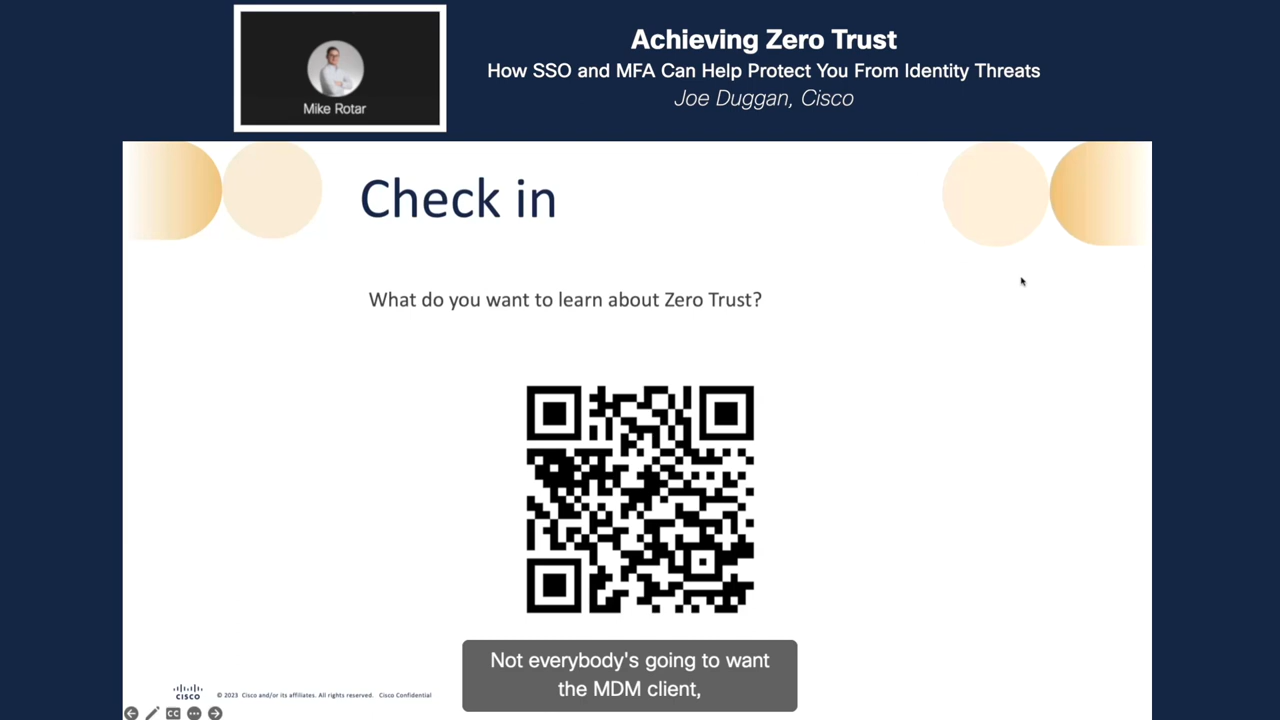 Mike Rotar
Achieving Zero Trust
How SSO and MFA Can Help Protect You From Identity Threats
Joe Duggan, Cisco
Check in
What do you want to learn about Zero Trust?
Not everybody's going to want
the MDM client,
CISCO
© 2023 Cisco and/or its affiliates. All rights reserved. Cisco Confidential
CC